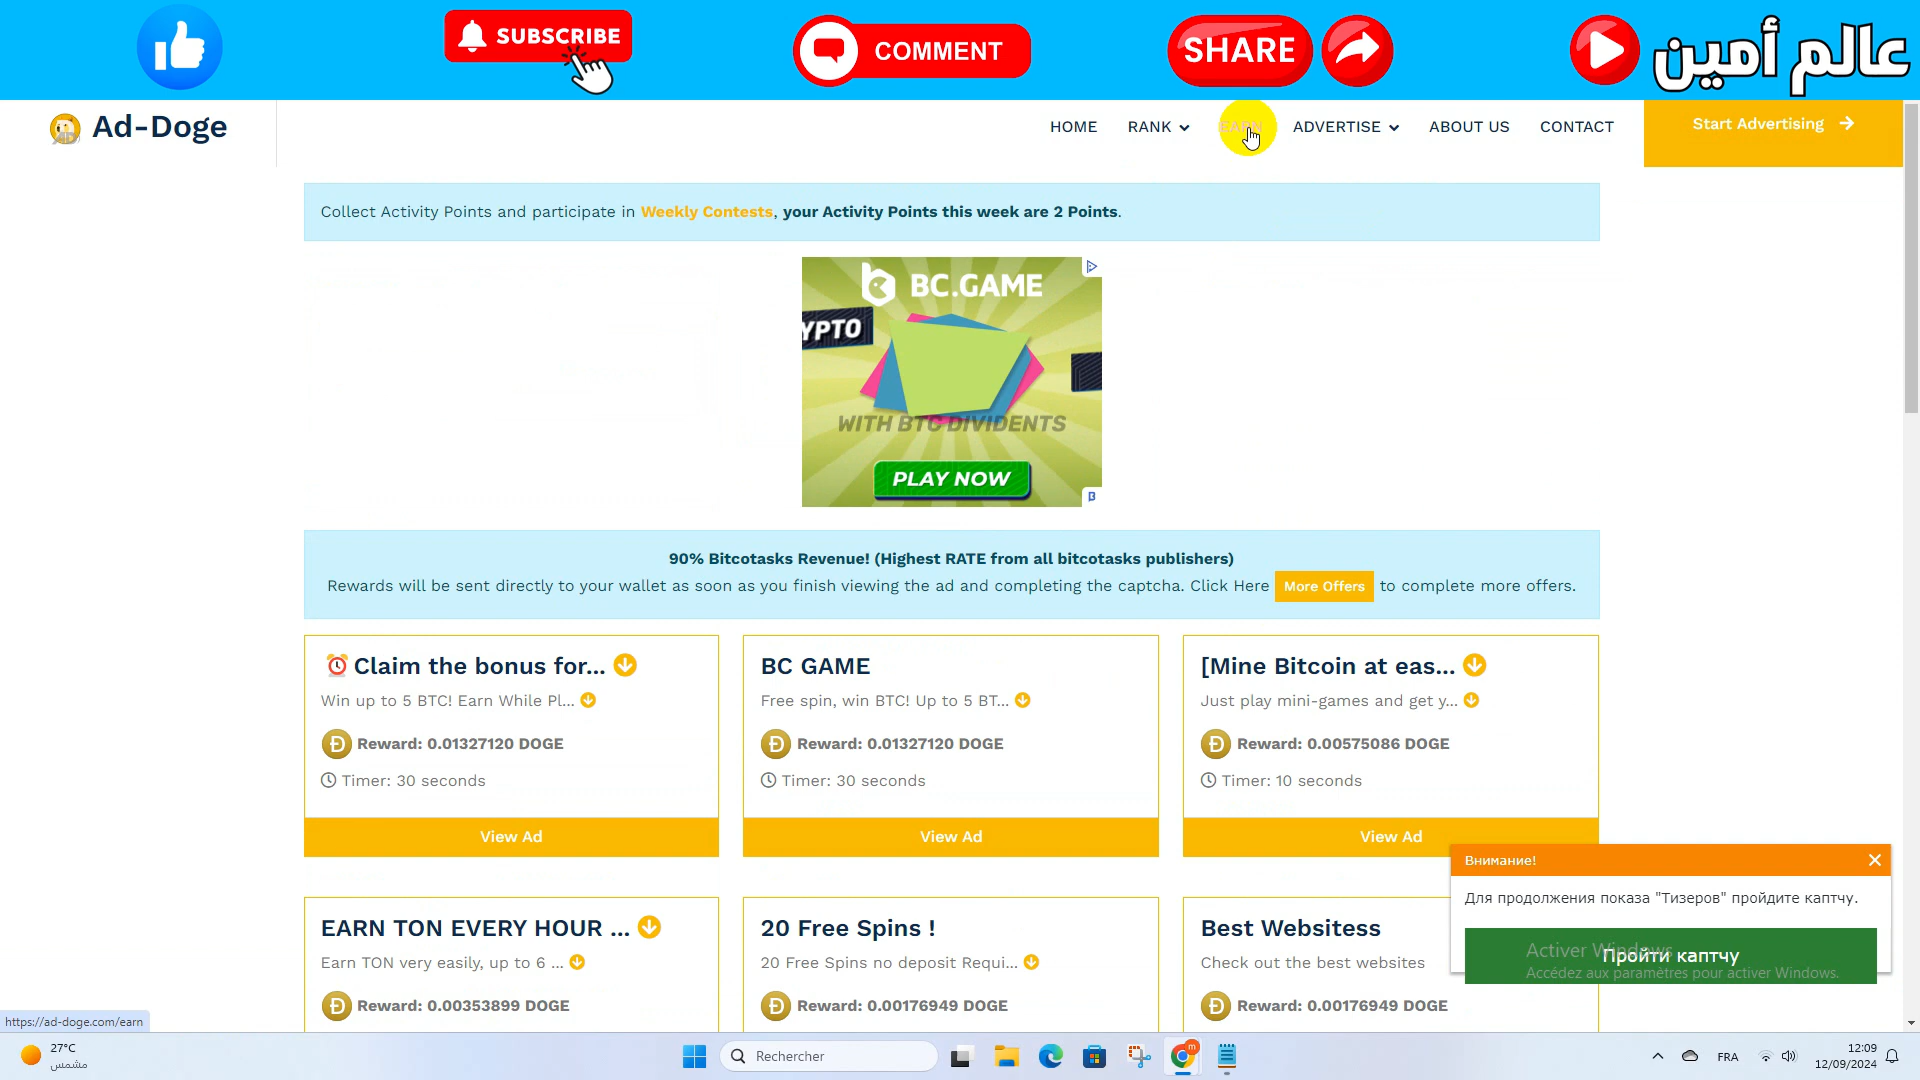 SUBSCRIBE
COMMENT
SHARE
عالم أمين
Ad-Doge
HOME
RANK
EARN
ADVERTISE
ABOUT US
CONTACT
Start Advertising
Collect Activity Points and participate in Weekly Contests, your Activity Points this week are 2 Points.
BC.GAME
YPTO
WITH BTC DIVIDENTS
PLAY NOW
90% Bitcotasks Revenue! (Highest RATE from all bitcotasks publishers)
Rewards will be sent directly to your wallet as soon as you finish viewing the ad and completing the captcha. Click Here More Offers to complete more offers.
Claim the bonus for...
Win up to 5 BTC! Earn While Pl...
Reward: 0.01327120 DOGE
Timer: 30 seconds
View Ad
BC GAME
Free spin, win BTC! Up to 5 BT...
Reward: 0.01327120 DOGE
Timer: 30 seconds
View Ad
[Mine Bitcoin at eas...
Just play mini-games and get y...
Reward: 0.00575086 DOGE
Timer: 10 seconds
View Ad
EARN TON EVERY HOUR ...
Earn TON very easily, up to 6 ...
Reward: 0.00353899 DOGE
20 Free Spins !
20 Free Spins no deposit Requi...
Reward: 0.00176949 DOGE
Best Websitess
Check out the best websites
Reward: 0.00176949 DOGE
Внимание!
Для продолжения показа "Тизеров" пройдите каптчу.
Пройти каптчу
Activer Windows
Accédez aux paramètres pour activer Windows.
https://ad-doge.com/earn
27°C
مشمس
Rechercher
m
FRA
12:09
12/09/2024